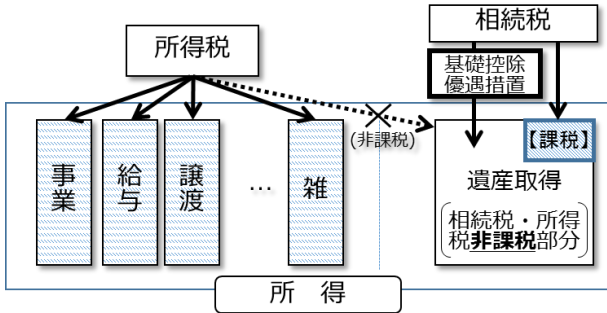 相続税
所得税
基礎控除
優遇措置
(非課税)
【課税】
事業
給与
譲渡
…
雑
遺産取得
相続税・所得
税非課税部分
所 得